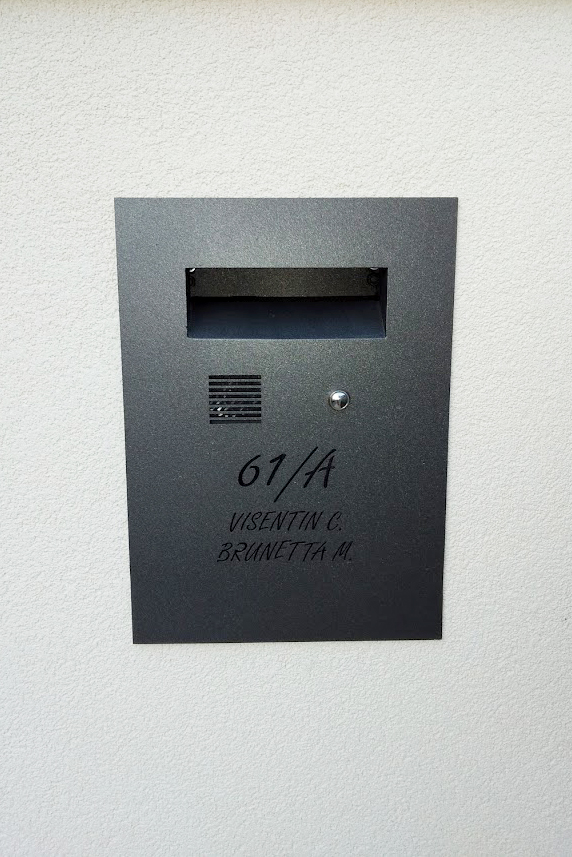 61/A
VISENTIN C.
BRUNETTA M.